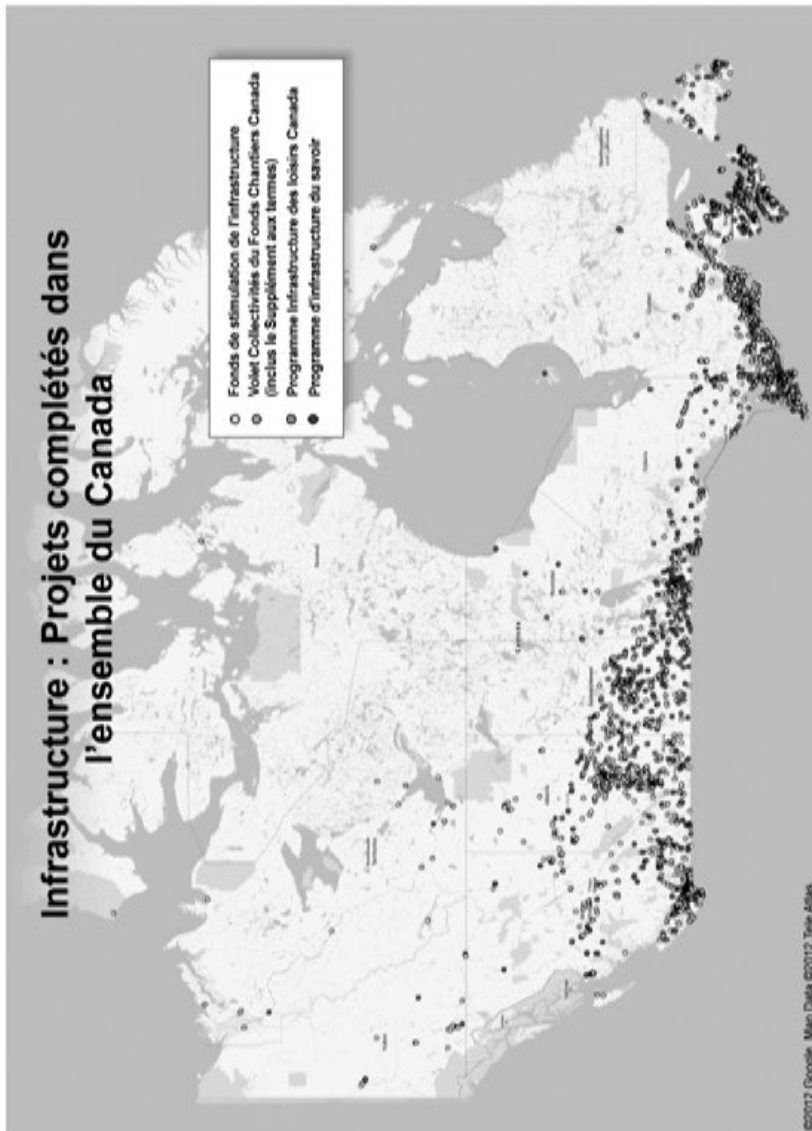 Infrastructure : Projets complétés dans
l'ensemble du Canada
Fonds de stimulation de l'infrastructure
Volet Collectivités du Fonds Chantiers Canada
(inclus le Supplément aux termes)
Programme Infrastructure des loisirs Canada
Programme d'infrastructure du savoir
©2012 Google, Map Data ©2012 Tele Atlas